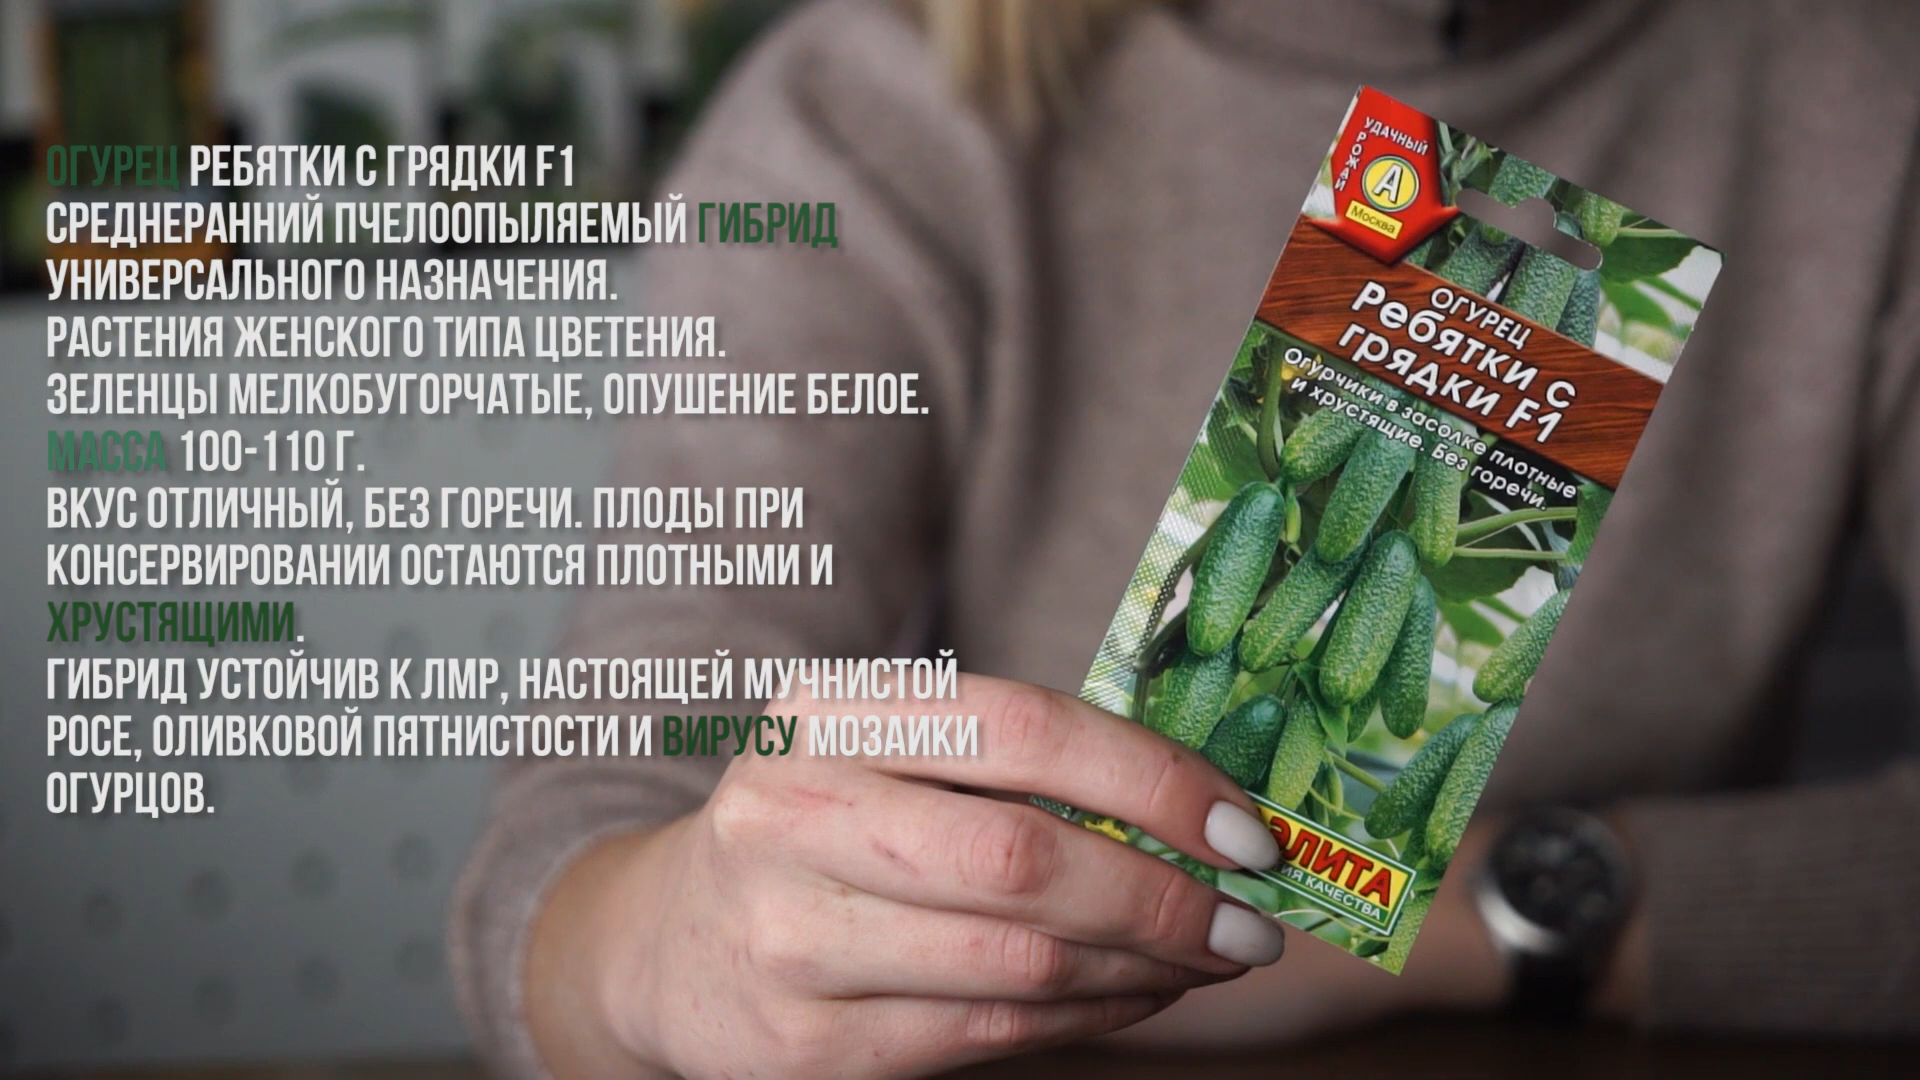 ОГУРЕЦ РЕБЯТКИ С ГРЯДКИ F1
СРЕДНЕРАННИЙ ПЧЕЛООПЫЛЯЕМЫЙ ГИБРИД
УНИВЕРСАЛЬНОГО НАЗНАЧЕНИЯ.
РАСТЕНИЯ ЖЕНСКОГО ТИПА ЦВЕТЕНИЯ.
ЗЕЛЕНЦЫ МЕЛКОБУГОРЧАТЫЕ, ОПУШЕНИЕ БЕЛОЕ.
МАССА 100-110 Г.
ВКУС ОТЛИЧНЫЙ, БЕЗ ГОРЕЧИ. ПЛОДЫ ПРИ
КОНСЕРВИРОВАНИИ ОСТАЮТСЯ ПЛОТНЫМИ И
ХРУСТЯЩИМИ.
ГИБРИД УСТОЙЧИВ К ЛМР, НАСТОЯЩЕЙ МУЧНИСТОЙ
РОСЕ, ОЛИВКОВОЙ ПЯТНИСТОСТИ И ВИРУСУ МОЗАИКИ
ОГУРЦОВ.
УДАЧНЫЙ
УРОЖАЙ
А
Москва
ОГУРЕЦ
Ребятки с
грядки F1
Огурчики в засолке плотные
и хрустящие. Без горечи.
ЭЛИТА
КАЧЕСТВА